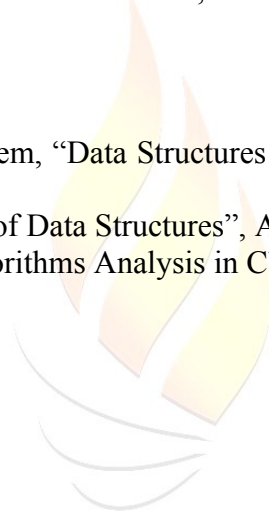 em, “Data Structures
of Data Structures”, A
orithms Analysis in C